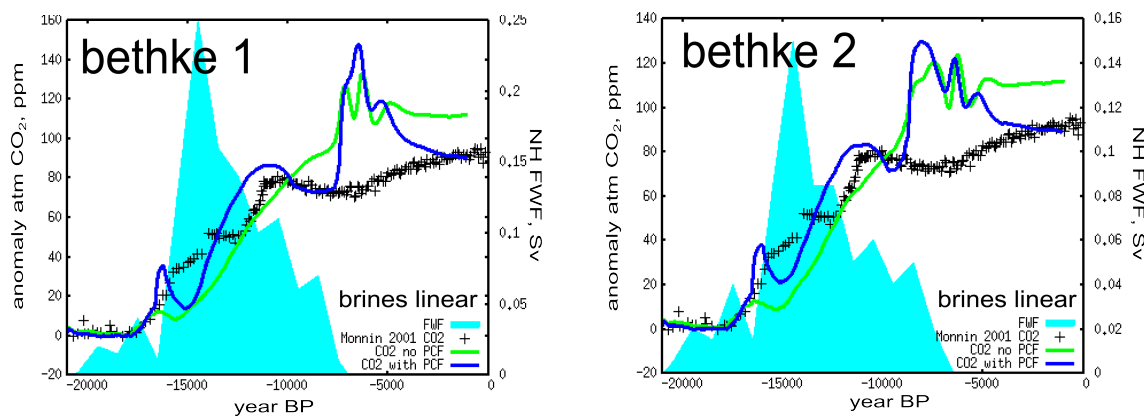 bethke 1
anomaly atm CO2, ppm
160
140
120
100
80
60
40
20
0
-20
NH FWF, Sv
0.25
0.2
0.15
0.1
0.05
0
brines linear
FWF
Monnin 2001 CO2
CO2 no PCF
CO2 with PCF
-20000 -15000 -10000 -5000 0
year BP
bethke 2
anomaly atm CO2, ppm
140
120
100
80
60
40
20
0
-20
NH FWF, Sv
0.16
0.14
0.12
0.1
0.08
0.06
0.04
0.02
0
brines linear
FWF
Monnin 2001 CO2
CO2 no PCF
CO2 with PCF
-20000 -15000 -10000 -5000 0
year BP